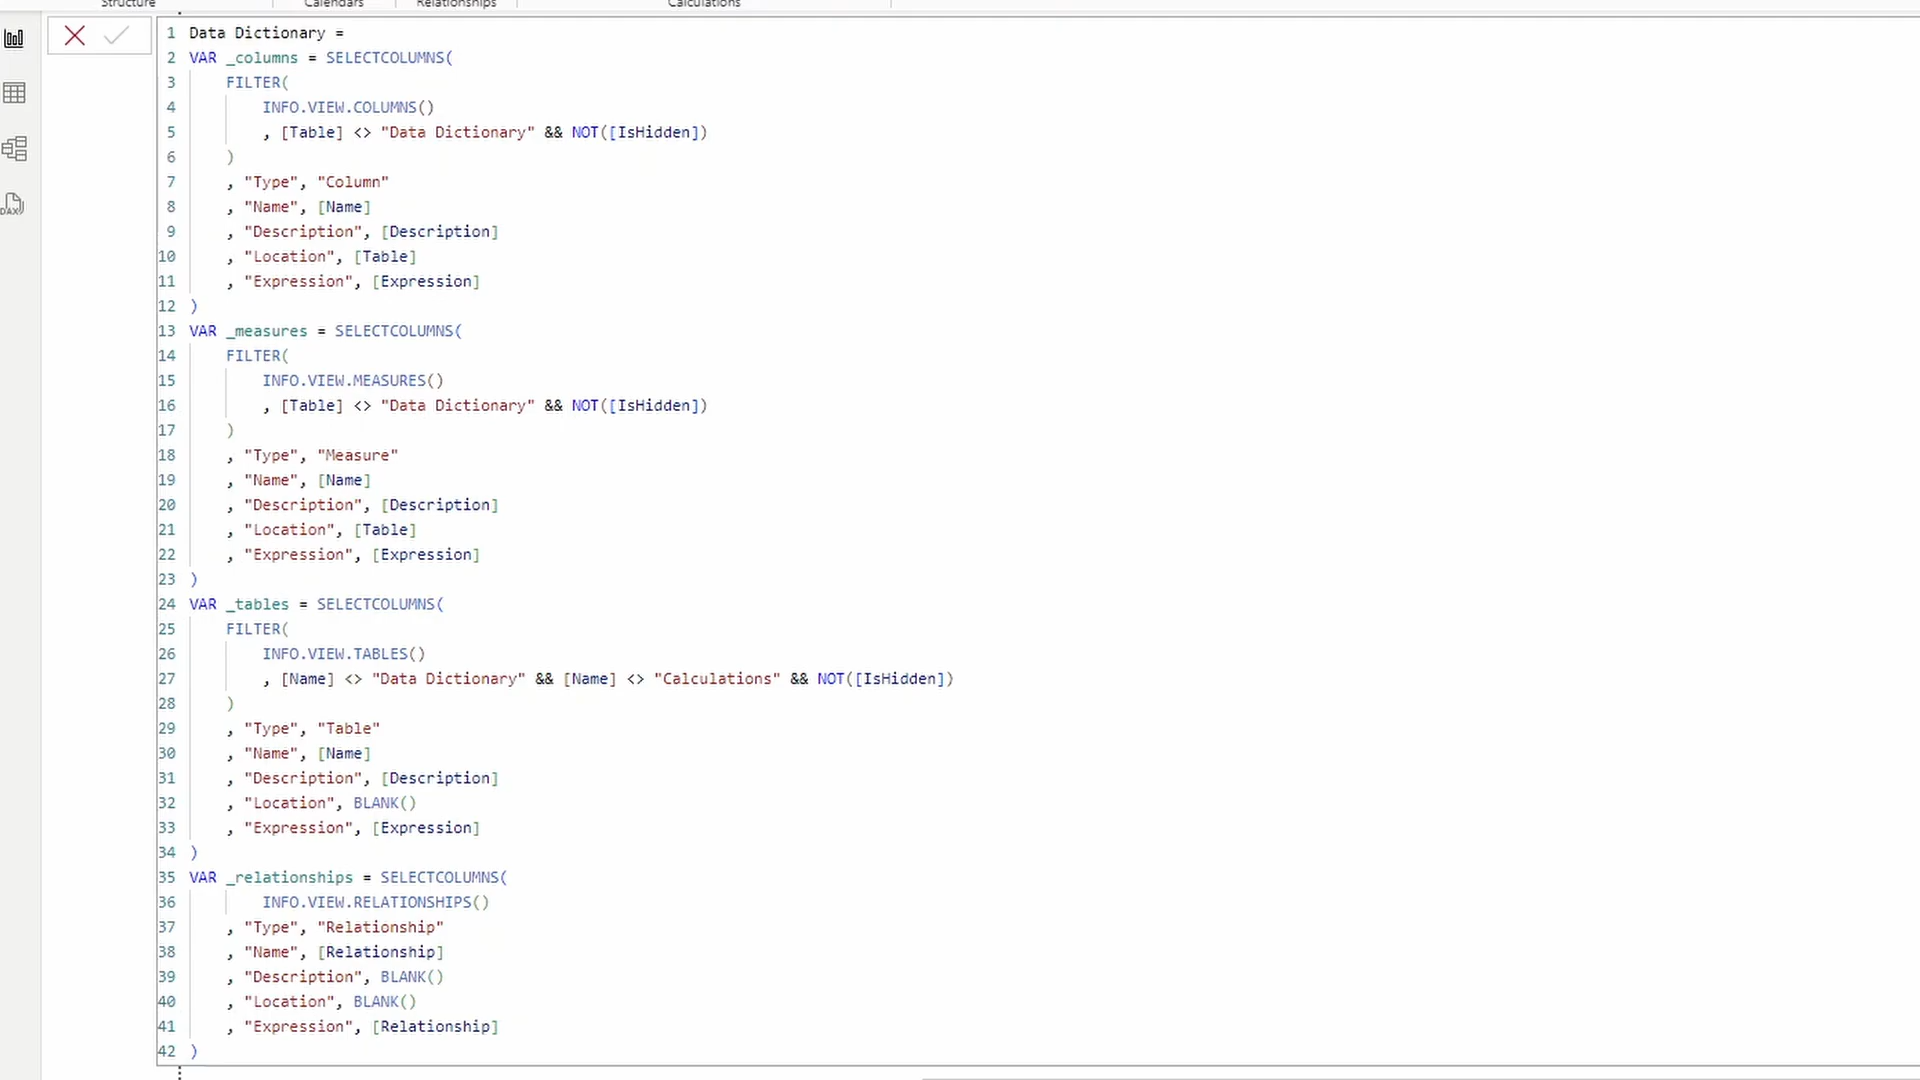 Structure
Calendars
Relationships
Calculations
1 Data Dictionary =
2 VAR _columns = SELECTCOLUMNS(
3 FILTER(
4 INFO.VIEW.COLUMNS()
5 , [Table] <> "Data Dictionary" && NOT([IsHidden])
6 )
7 , "Type", "Column"
8 , "Name", [Name]
9 , "Description", [Description]
10 , "Location", [Table]
11 , "Expression", [Expression]
12 )
13 VAR _measures = SELECTCOLUMNS(
14 FILTER(
15 INFO.VIEW.MEASURES()
16 , [Table] <> "Data Dictionary" && NOT([IsHidden])
17 )
18 , "Type", "Measure"
19 , "Name", [Name]
20 , "Description", [Description]
21 , "Location", [Table]
22 , "Expression", [Expression]
23 )
24 VAR _tables = SELECTCOLUMNS(
25 FILTER(
26 INFO.VIEW.TABLES()
27 , [Name] <> "Data Dictionary" && [Name] <> "Calculations" && NOT([IsHidden])
28 )
29 , "Type", "Table"
30 , "Name", [Name]
31 , "Description", [Description]
32 , "Location", BLANK()
33 , "Expression", [Expression]
34 )
35 VAR _relationships = SELECTCOLUMNS(
36 INFO.VIEW.RELATIONSHIPS()
37 , "Type", "Relationship"
38 , "Name", [Relationship]
39 , "Description", BLANK()
40 , "Location", BLANK()
41 , "Expression", [Relationship]
42 )
DAX